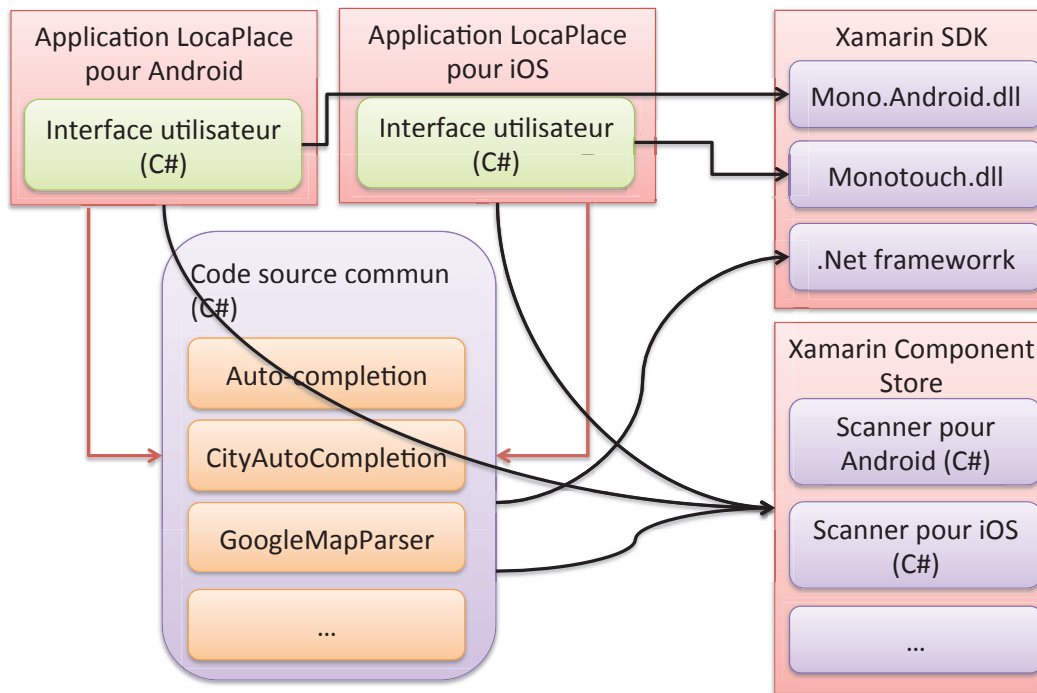 Application LocaPlace
pour Android
Interface utilisateur
(C#)
Application LocaPlace
pour iOS
Interface utilisateur
(C#)
Xamarin SDK
Mono.Android.dll
Monotouch.dll
.Net frameworrk
Code source commun
(C#)
Auto-completion
CityAutoCompletion
GoogleMapParser
...
Xamarin Component
Store
Scanner pour
Android (C#)
Scanner pour iOS
(C#)
...